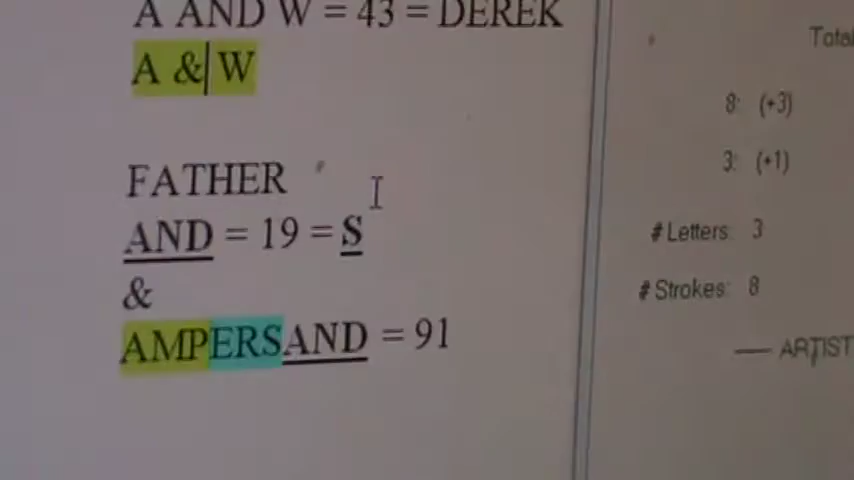 A AND W = 43 = DEREK
A & W
FATHER
AND = 19 = S
&
AMPERSAND = 91
Total
8: (+3)
3: (+1)
# Letters: 3
# Strokes: 8
— ARTIST